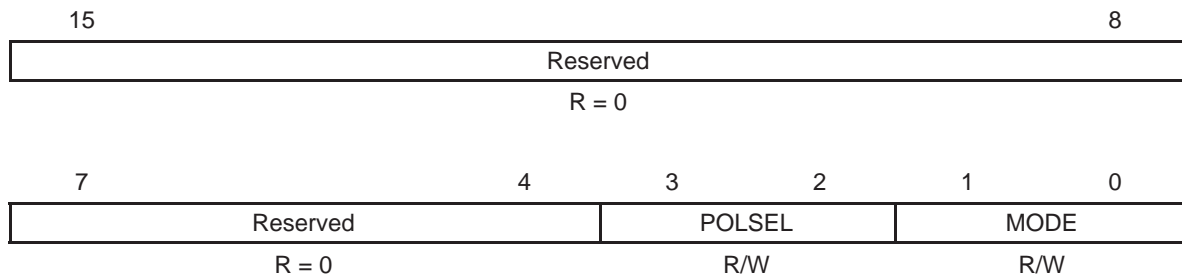 15 8
Reserved
R = 0
7 4 3 2 1 0
Reserved POLSEL MODE
R = 0 R/W R/W